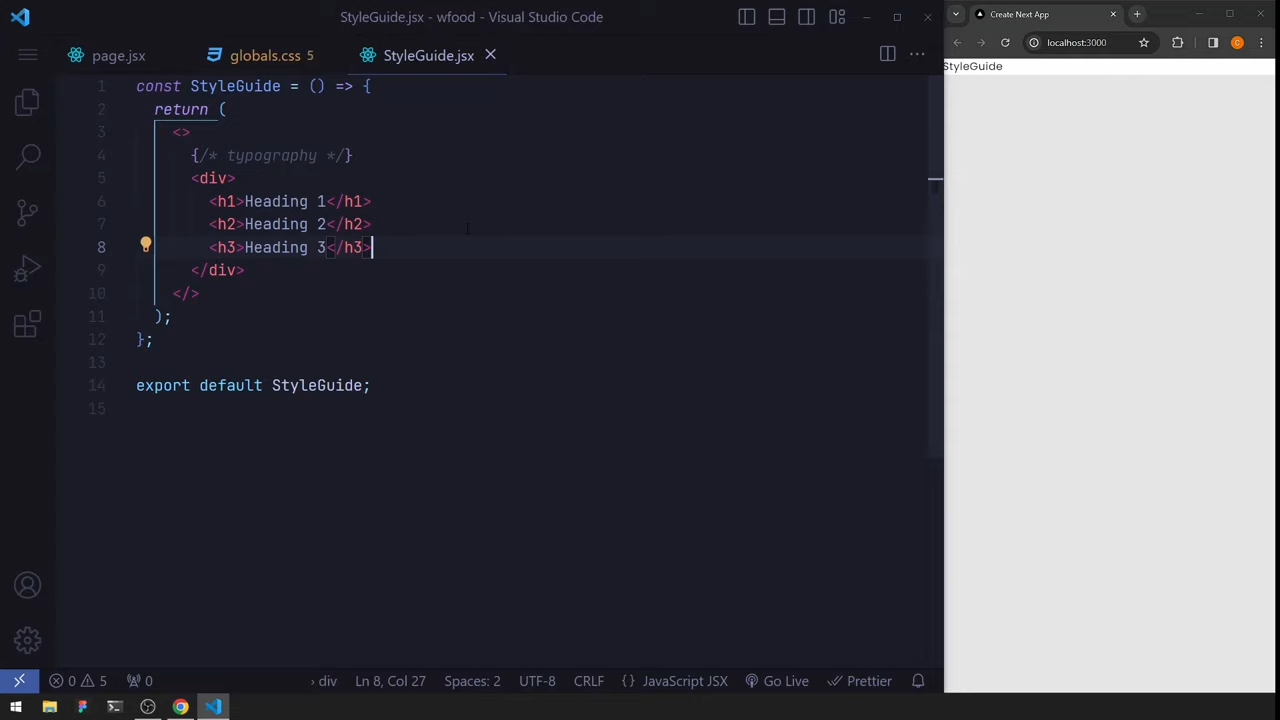 StyleGuide.jsx - wfood - Visual Studio Code
Create New App
page.jsx
globals.css 5
StyleGuide.jsx
localhost:3000
StyleGuide
1 const StyleGuide = () => {
2 return (
3 <>
4 {/* typography */}
5 <div>
6 <h1>Heading 1</h1>
7 <h2>Heading 2</h2>
8 <h3>Heading 3</h3>
9 </div>
10 </>
11 );
12 };
13
14 export default StyleGuide;
15
0 5 0 › div Ln 8, Col 27 Spaces: 2 UTF-8 CRLF {} JavaScript JSX Go Live Prettier